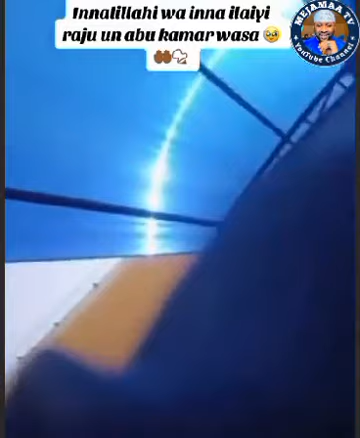 Innalillahi wa inna ilaiyi
raju un abu kamar wasa 🥹
🤲🏾📿
MEJAMAA TV
YouTube Channel